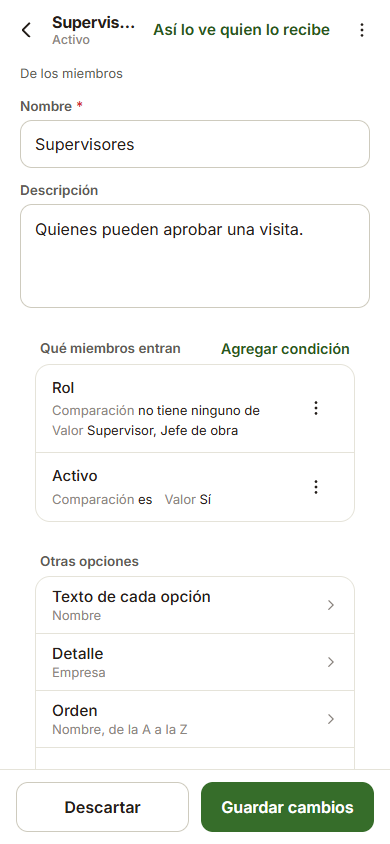 Supervis...
Activo
Así lo ve quien lo recibe
De los miembros
Nombre *
Supervisores
Descripción
Quienes pueden aprobar una visita.
Qué miembros entran
Agregar condición
Rol
Comparación no tiene ninguno de
Valor Supervisor, Jefe de obra
Activo
Comparación es Valor Sí
Otras opciones
Texto de cada opción
Nombre
Detalle
Empresa
Orden
Nombre, de la A a la Z
Descartar
Guardar cambios